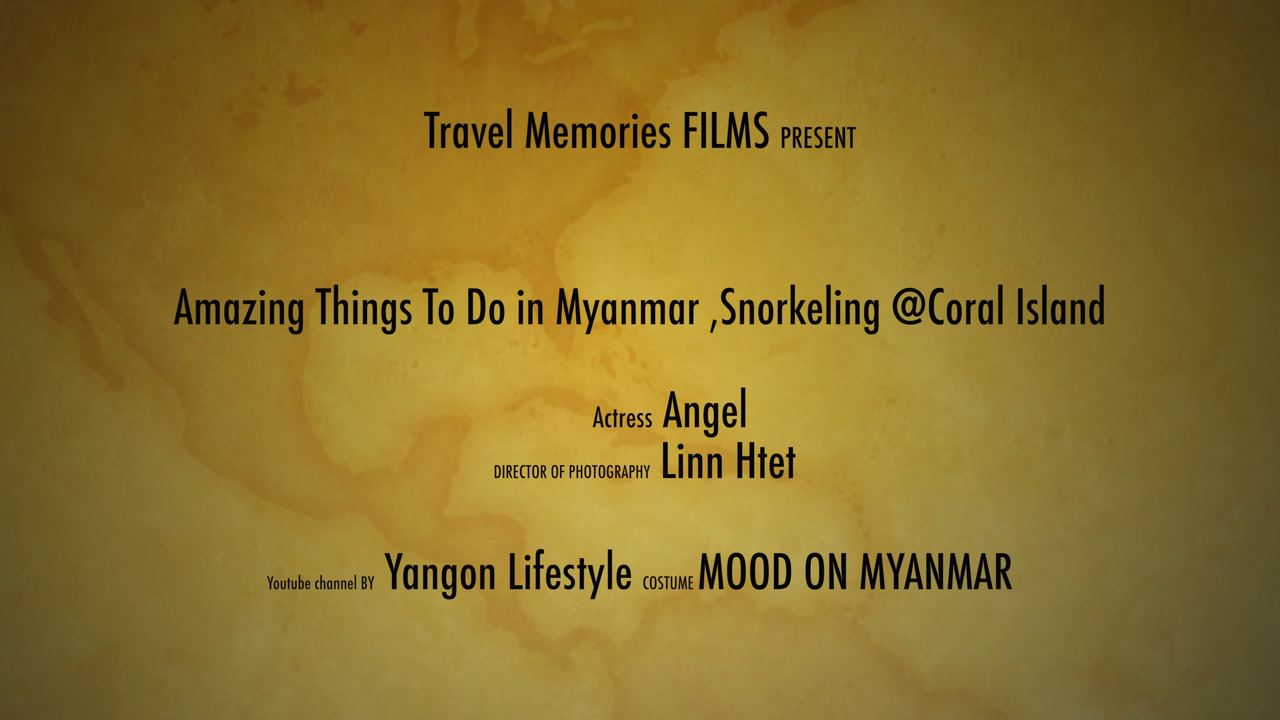 Travel Memories FILMS PRESENT
Amazing Things To Do in Myanmar ,Snorkeling @Coral Island
Actress Angel
DIRECTOR OF PHOTOGRAPHY Linn Htet
Youtube channel BY Yangon Lifestyle COSTUME MOOD ON MYANMAR